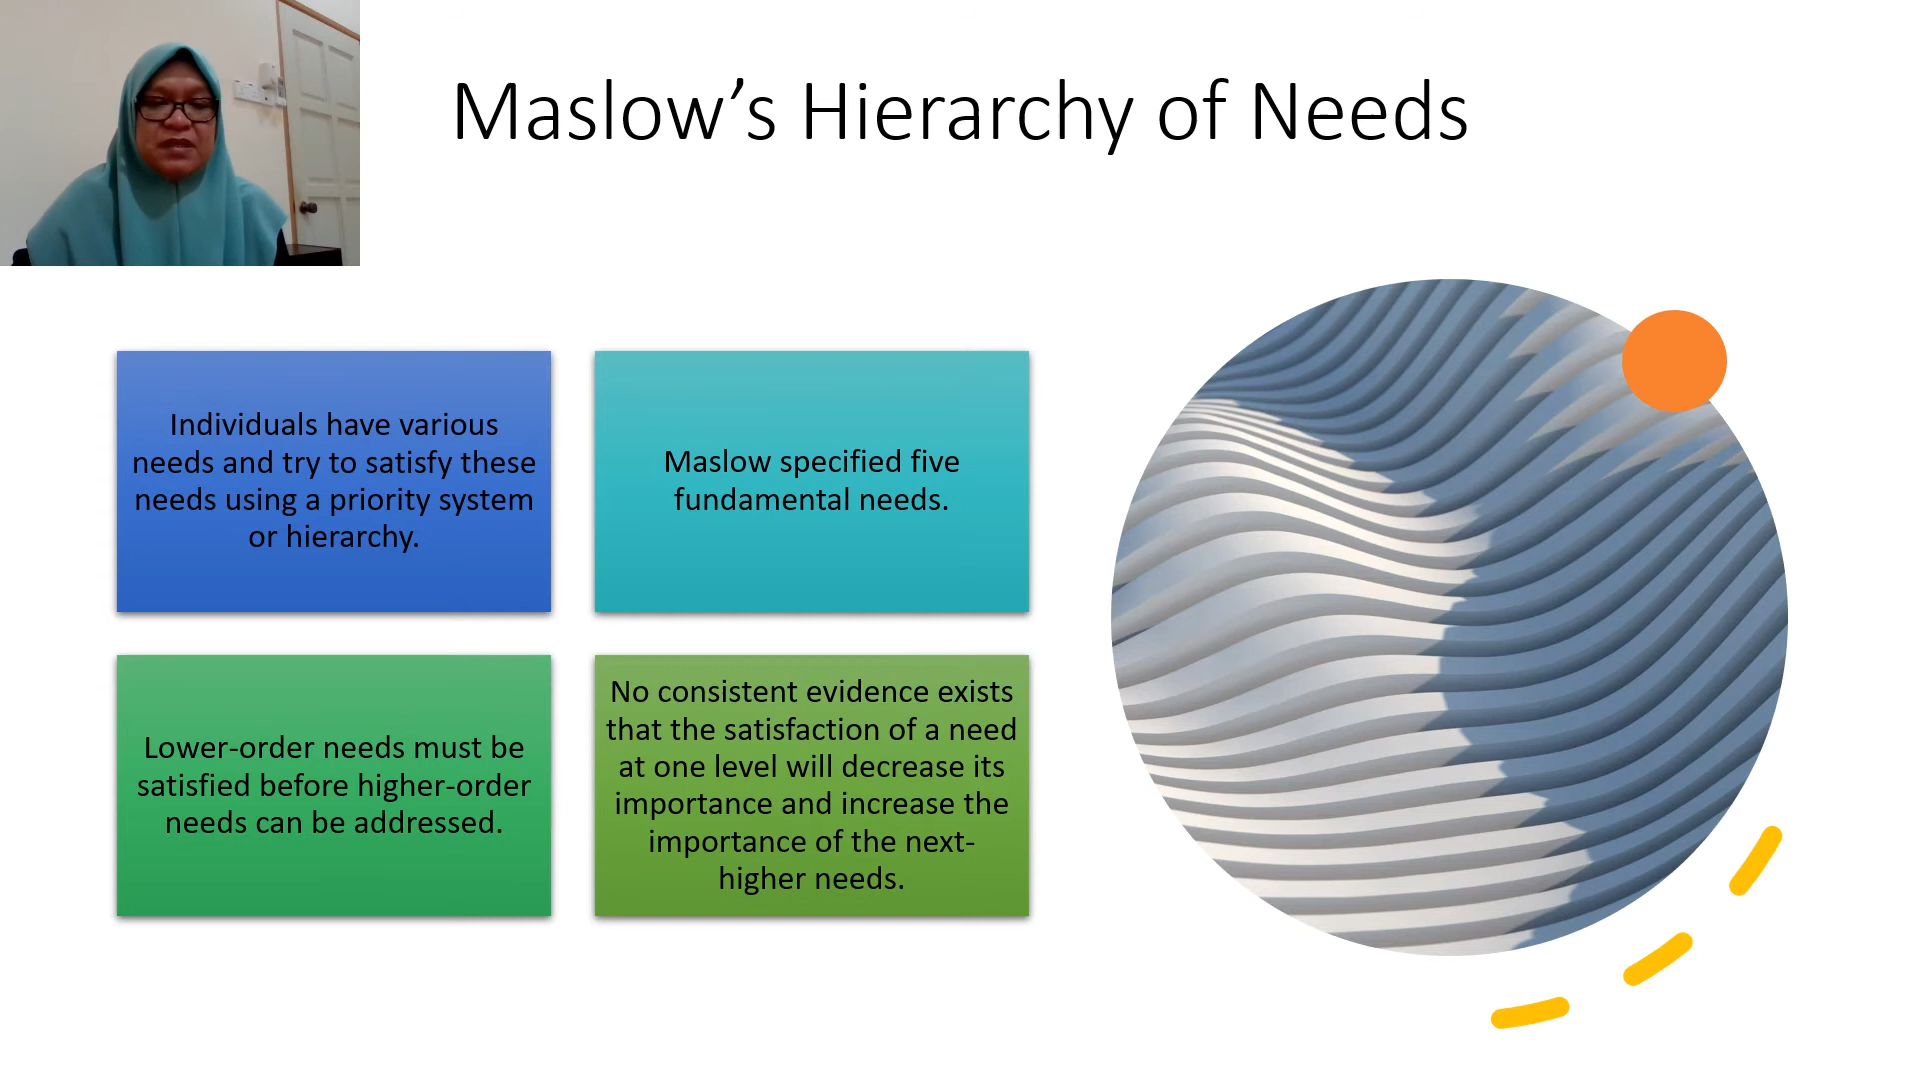 Maslow’s Hierarchy of Needs
Individuals have various
needs and try to satisfy these
needs using a priority system
or hierarchy.
Maslow specified five
fundamental needs.
Lower-order needs must be
satisfied before higher-order
needs can be addressed.
No consistent evidence exists
that the satisfaction of a need
at one level will decrease its
importance and increase the
importance of the next-
higher needs.